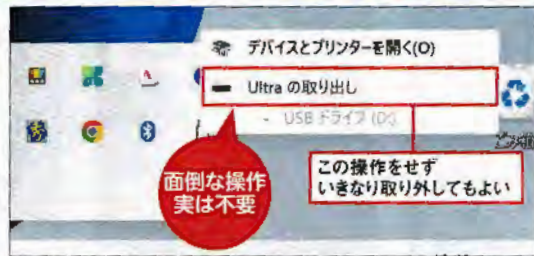 デバイスとプリンターを開く(O)
Ultra の取り出し
- USB ドライブ (D:)
面倒な操作
実は不要
この操作をせず
いきなり取り外してもよい